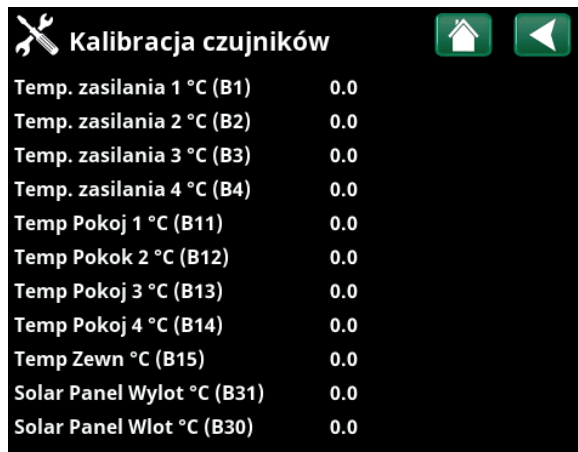 Kalibracja czujników
Temp. zasilania 1 °C (B1) 0.0
Temp. zasilania 2 °C (B2) 0.0
Temp. zasilania 3 °C (B3) 0.0
Temp. zasilania 4 °C (B4) 0.0
Temp Pokoj 1 °C (B11) 0.0
Temp Pokok 2 °C (B12) 0.0
Temp Pokoj 3 °C (B13) 0.0
Temp Pokoj 4 °C (B14) 0.0
Temp Zewn °C (B15) 0.0
Solar Panel Wylot °C (B31) 0.0
Solar Panel Wlot °C (B30) 0.0